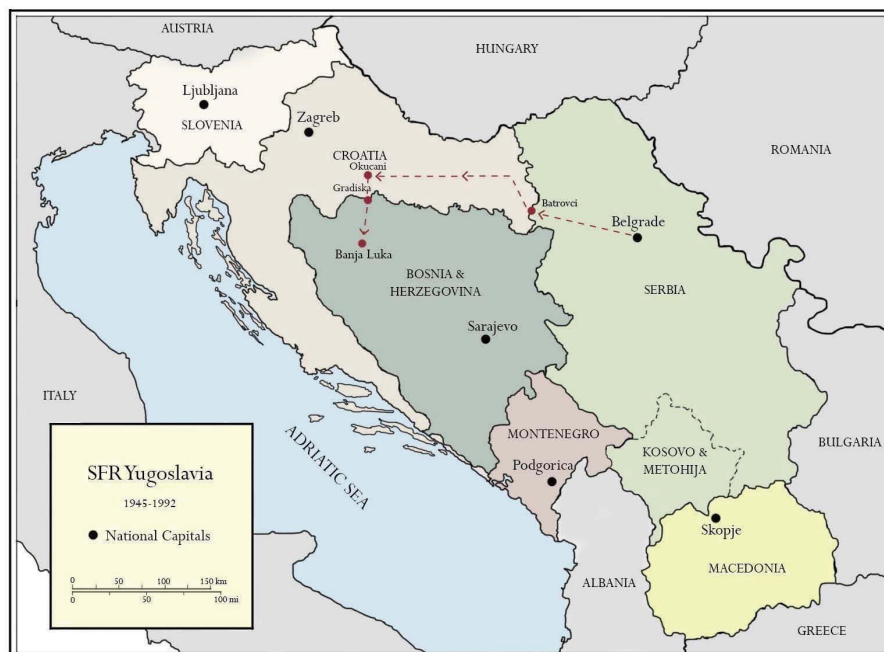 AUSTRIA
HUNGARY
Ljubljana
SLOVENIA
Zagreb
ROMANIA
CROATIA
Okucani
Gradiska
Batrovci
Belgrade
Banja Luka
BOSNIA &
HERZEGOVINA
SERBIA
Sarajevo
ITALY
ADRIATIC SEA
MONTENEGRO
KOSOVO &
METOHIJA
BULGARIA
Podgorica
SFR Yugoslavia
1945-1992
National Capitals
0 50 100 150 km
0 50 100 mi
Skopje
MACEDONIA
ALBANIA
GREECE